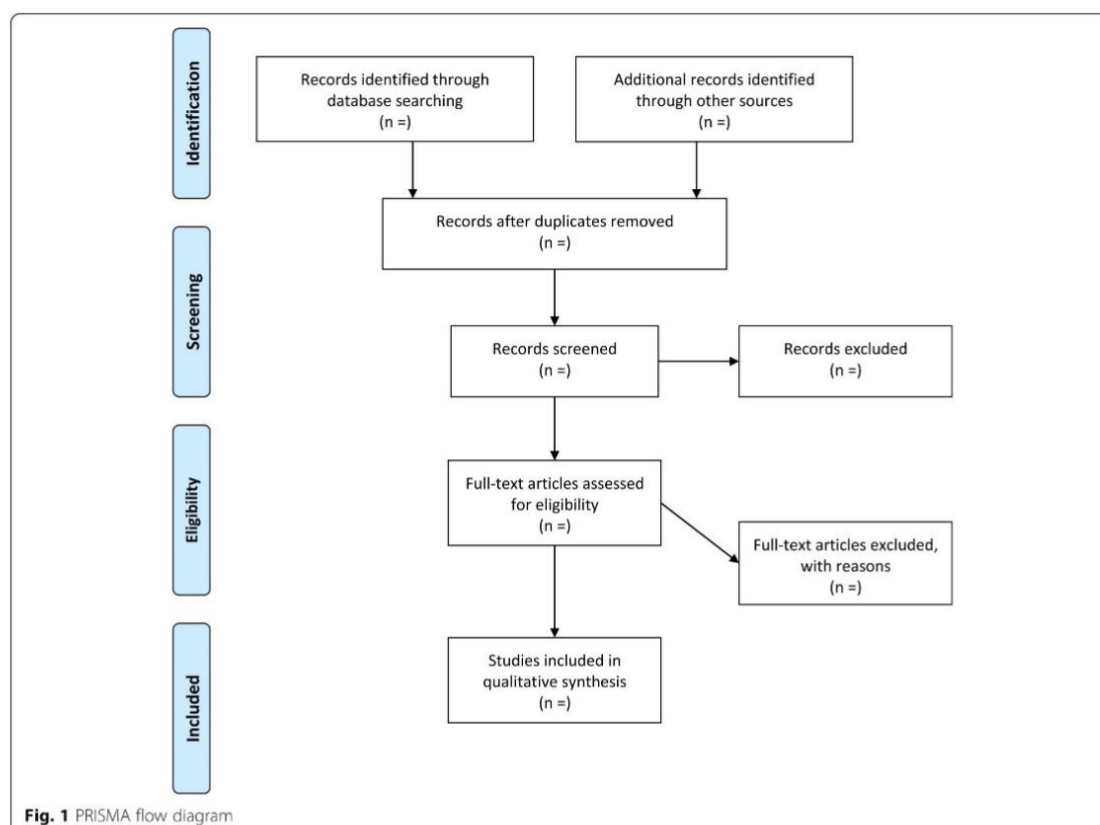 Identification
Records identified through
database searching
(n =)
Additional records identified
through other sources
(n =)
Records after duplicates removed
(n =)
Screening
Records screened
(n =)
Records excluded
(n =)
Eligibility
Full-text articles assessed
for eligibility
(n =)
Full-text articles excluded,
with reasons
(n =)
Included
Studies included in
qualitative synthesis
(n =)
Fig. 1 PRISMA flow diagram